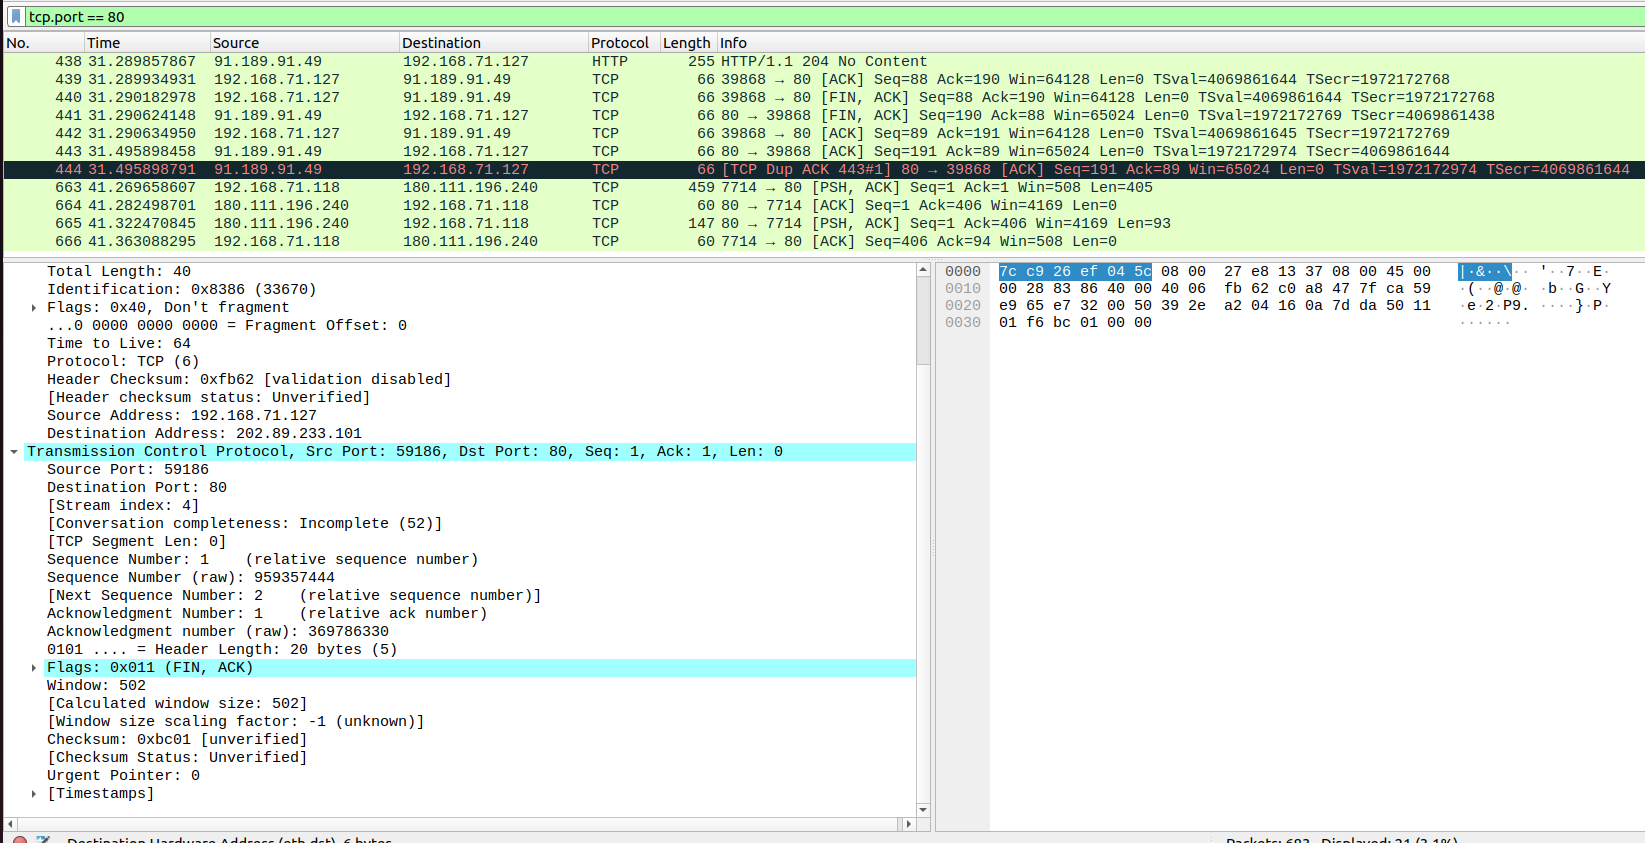 tcp.port == 80
No. Time Source Destination Protocol Length Info
438 31.289857867 91.189.91.49 192.168.71.127 HTTP 255 HTTP/1.1 204 No Content
439 31.289934931 192.168.71.127 91.189.91.49 TCP 66 39868 → 80 [ACK] Seq=88 Ack=190 Win=64128 Len=0 TSval=4069861644 TSecr=1972172768
440 31.290182978 192.168.71.127 91.189.91.49 TCP 66 39868 → 80 [FIN, ACK] Seq=88 Ack=190 Win=64128 Len=0 TSval=4069861644 TSecr=1972172768
441 31.290624148 91.189.91.49 192.168.71.127 TCP 66 80 → 39868 [FIN, ACK] Seq=190 Ack=88 Win=65024 Len=0 TSval=1972172769 TSecr=4069861438
442 31.290634950 192.168.71.127 91.189.91.49 TCP 66 39868 → 80 [ACK] Seq=89 Ack=191 Win=64128 Len=0 TSval=4069861645 TSecr=1972172769
443 31.495898458 91.189.91.49 192.168.71.127 TCP 66 80 → 39868 [ACK] Seq=191 Ack=89 Win=65024 Len=0 TSval=1972172974 TSecr=4069861644
444 31.495898791 91.189.91.49 192.168.71.127 TCP 66 [TCP Dup ACK 443#1] 80 → 39868 [ACK] Seq=191 Ack=89 Win=65024 Len=0 TSval=1972172974 TSecr=4069861644
663 41.269658607 192.168.71.118 180.111.196.240 TCP 459 7714 → 80 [PSH, ACK] Seq=1 Ack=1 Win=508 Len=405
664 41.282498701 180.111.196.240 192.168.71.118 TCP 60 80 → 7714 [ACK] Seq=1 Ack=406 Win=4169 Len=0
665 41.322470845 180.111.196.240 192.168.71.118 TCP 147 80 → 7714 [PSH, ACK] Seq=1 Ack=406 Win=4169 Len=93
666 41.363088295 192.168.71.118 180.111.196.240 TCP 60 7714 → 80 [ACK] Seq=406 Ack=94 Win=508 Len=0
Total Length: 40
Identification: 0x8386 (33670)
Flags: 0x40, Don't fragment
...0 0000 0000 0000 = Fragment Offset: 0
Time to Live: 64
Protocol: TCP (6)
Header Checksum: 0xfb62 [validation disabled]
[Header checksum status: Unverified]
Source Address: 192.168.71.127
Destination Address: 202.89.233.101
Transmission Control Protocol, Src Port: 59186, Dst Port: 80, Seq: 1, Ack: 1, Len: 0
Source Port: 59186
Destination Port: 80
[Stream index: 4]
[Conversation completeness: Incomplete (52)]
[TCP Segment Len: 0]
Sequence Number: 1 (relative sequence number)
Sequence Number (raw): 959357444
[Next Sequence Number: 2 (relative sequence number)]
Acknowledgment Number: 1 (relative ack number)
Acknowledgment number (raw): 369786330
0101 .... = Header Length: 20 bytes (5)
Flags: 0x011 (FIN, ACK)
Window: 502
[Calculated window size: 502]
[Window size scaling factor: -1 (unknown)]
Checksum: 0xbc01 [unverified]
[Checksum Status: Unverified]
Urgent Pointer: 0
[Timestamps]
0000 7c c9 26 ef 04 5c 08 00 27 e8 13 37 08 00 45 00 |·&··\·· '··7··E·
0010 00 28 83 86 40 00 40 06 fb 62 c0 a8 47 7f ca 59 ·(··@·@· ·b··G··Y
0020 e9 65 e7 32 00 50 39 2e a2 04 16 0a 7d da 50 11 ·e·2·P9. ····}·P·
0030 01 f6 bc 01 00 00 ······
Destination Hardware Address (eth.dst), 6 bytes
Packets: 683 · Displayed: 21 (3.1%)